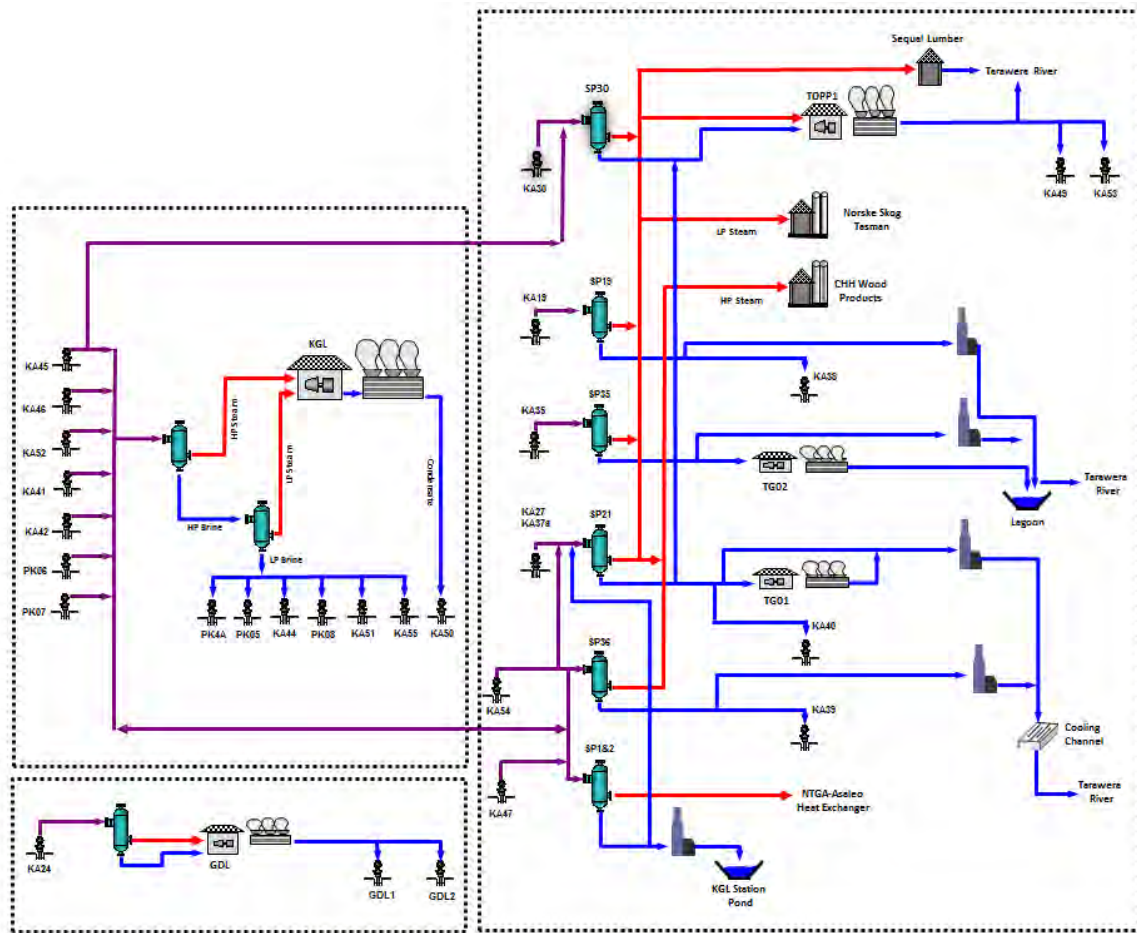 Sequal Lumber
Tarawera River
SP30
TOPP1
KA30
KA49
KA53
Norske Skog
Tasman
LP Steam
CHH Wood
Products
HP Steam
SP19
KA19
KA38
KA45
KA46
KA52
KA41
KA42
PK06
PK07
KGL
HP Steam
LP Steam
Condensate
HP Brine
LP Brine
PK4A
PK05
KA44
PK08
KA51
KA55
KA50
SP35
KA35
TG02
Tarawera
River
Lagoon
KA27
KA37a
SP21
TG01
KA40
SP36
KA54
KA39
Cooling
Channel
SP1&2
KA47
NTGA-Asaleo
Heat Exchanger
Tarawera
River
KGL Station
Pond
KA24
GDL
GDL1
GDL2